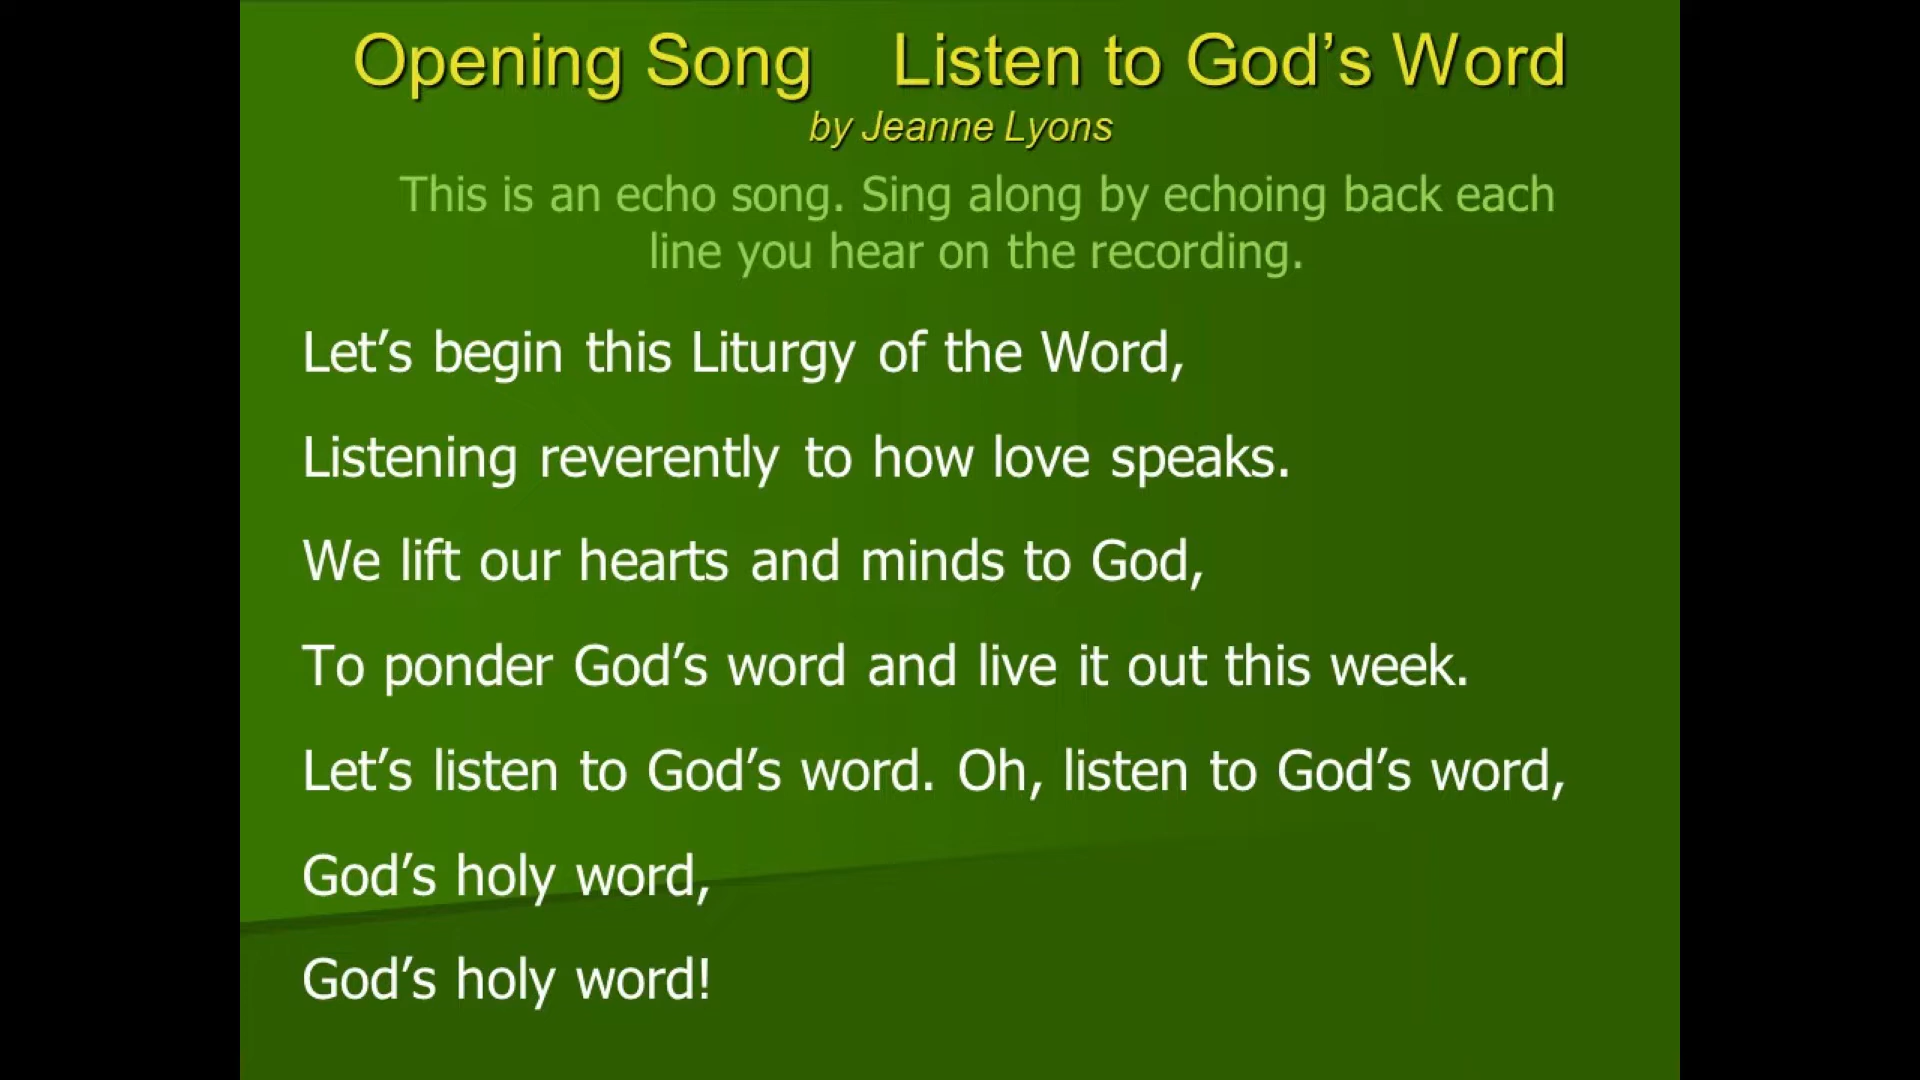 Opening Song Listen to God’s Word
by Jeanne Lyons
This is an echo song. Sing along by echoing back each
line you hear on the recording.
Let’s begin this Liturgy of the Word,
Listening reverently to how love speaks.
We lift our hearts and minds to God,
To ponder God’s word and live it out this week.
Let’s listen to God’s word. Oh, listen to God’s word,
God’s holy word,
God’s holy word!